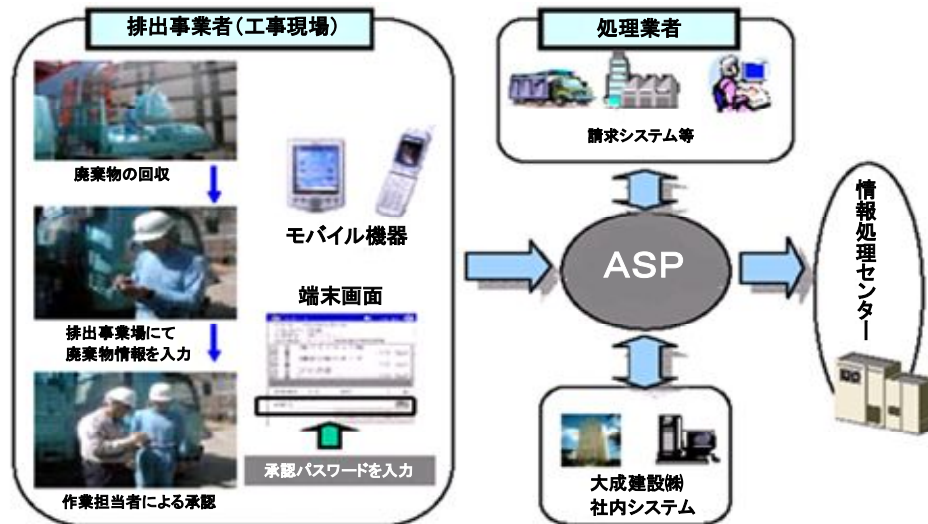 排出事業者（工事現場）
廃棄物の回収
排出事業場にて
廃棄物情報を入力
作業担当者による承認
モバイル機器
端末画面
承認パスワードを入力
処理業者
請求システム等
ASP
大成建設㈱
社内システム
情報処理センター